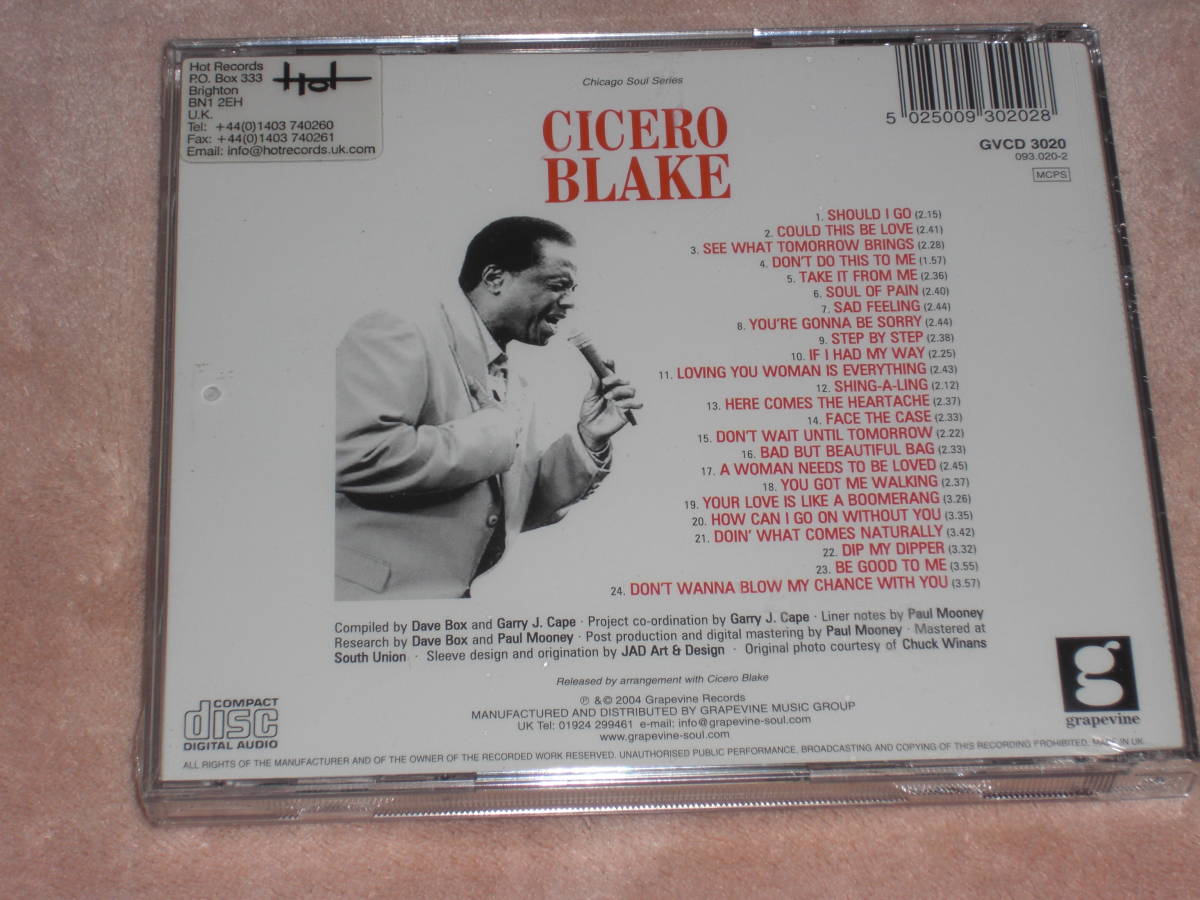 Hot Records
P.O. Box 333
Brighton
BN1 2EH
U.K.
Tel: +44(0)1403 740260
Fax: +44(0)1403 740261
Email: info@hotrecords.uk.com
Hot
Chicago Soul Series
CICERO
BLAKE
5 025009 302028
GVCD 3020
093.020-2
MCPS
1. SHOULD I GO (2.15)
2. COULD THIS BE LOVE (2.41)
3. SEE WHAT TOMORROW BRINGS (2.28)
4. DON'T DO THIS TO ME (1.57)
5. TAKE IT FROM ME (2.36)
6. SOUL OF PAIN (2.40)
7. SAD FEELING (2.44)
8. YOU'RE GONNA BE SORRY (2.44)
9. STEP BY STEP (2.38)
10. IF I HAD MY WAY (2.25)
11. LOVING YOU WOMAN IS EVERYTHING (2.43)
12. SHING-A-LING (2.12)
13. HERE COMES THE HEARTACHE (2.37)
14. FACE THE CASE (2.33)
15. DON'T WAIT UNTIL TOMORROW (2.22)
16. BAD BUT BEAUTIFUL BAG (2.33)
17. A WOMAN NEEDS TO BE LOVED (2.45)
18. YOU GOT ME WALKING (2.37)
19. YOUR LOVE IS LIKE A BOOMERANG (3.26)
20. HOW CAN I GO ON WITHOUT YOU (3.35)
21. DOIN' WHAT COMES NATURALLY (3.42)
22. DIP MY DIPPER (3.32)
23. BE GOOD TO ME (3.55)
24. DON'T WANNA BLOW MY CHANCE WITH YOU (3.57)
Compiled by Dave Box and Garry J. Cape · Project co-ordination by Garry J. Cape · Liner notes by Paul Mooney
Research by Dave Box and Paul Mooney · Post production and digital mastering by Paul Mooney · Mastered at
South Union · Sleeve design and origination by JAD Art & Design · Original photo courtesy of Chuck Winans
Released by arrangement with Cicero Blake
℗ & © 2004 Grapevine Records
MANUFACTURED AND DISTRIBUTED BY GRAPEVINE MUSIC GROUP
UK Tel: 01924 299461 e-mail: info@grapevine-soul.com
www.grapevine-soul.com
COMPACT
disc
DIGITAL AUDIO
g
grapevine
ALL RIGHTS OF THE MANUFACTURER AND OF THE OWNER OF THE RECORDED WORK RESERVED. UNAUTHORISED PUBLIC PERFORMANCE, BROADCASTING AND COPYING OF THIS RECORDING PROHIBITED. MADE IN UK.